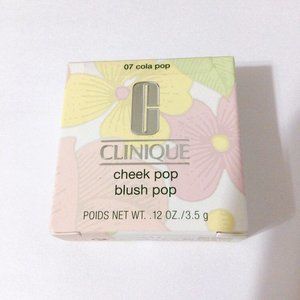 07 cola pop
C
CLINIQUE
cheek pop
blush pop
POIDS NET WT. .12 OZ./3.5 g